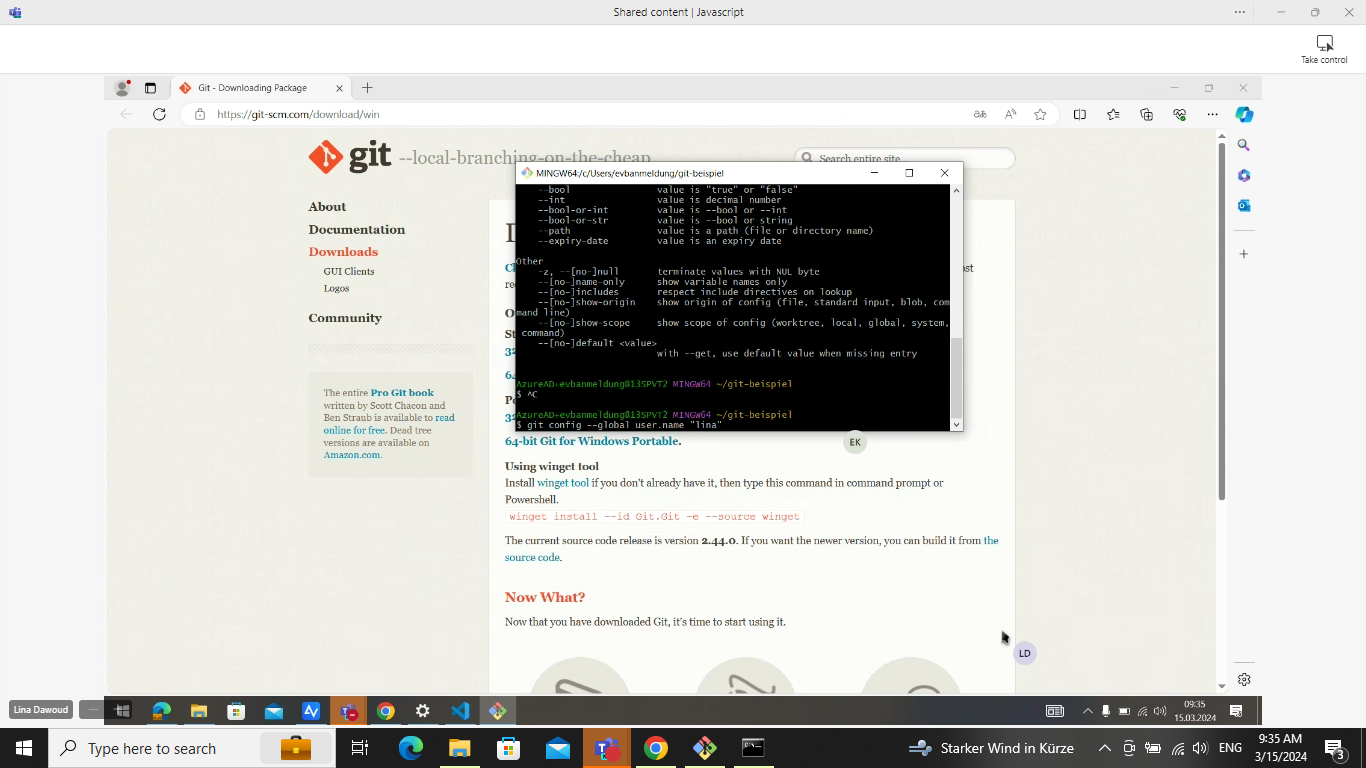 Shared content | Javascript
Take control
Git - Downloading Package
https://git-scm.com/download/win
git --local-branching-on-the-cheap
Search entire site
MINGW64:/c/Users/evbanmeldung/git-beispiel
--bool value is "true" or "false"
--int value is decimal number
--bool-or-int value is --bool or --int
--bool-or-str value is --bool or string
--path value is a path (file or directory name)
--expiry-date value is an expiry date
Other
-z, --[no-]null terminate values with NUL byte
--[no-]name-only show variable names only
--[no-]includes respect include directives on lookup
--[no-]show-origin show origin of config (file, standard input, blob, com
mand line)
--[no-]show-scope show scope of config (worktree, local, global, system,
command)
--[no-]default <value>
with --get, use default value when missing entry
AzureAD+evbanmeldung@13SPVT2 MINGW64 ~/git-beispiel
$ ^C
AzureAD+evbanmeldung@13SPVT2 MINGW64 ~/git-beispiel
$ git config --global user.name "lina"
EK
About
Documentation
Downloads
GUI Clients
Logos
Community
The entire Pro Git book
written by Scott Chacon and
Ben Straub is available to read
online for free. Dead tree
versions are available on
Amazon.com.
64-bit Git for Windows Portable.
Using winget tool
Install winget tool if you don't already have it, then type this command in command prompt or
Powershell.
winget install --id Git.Git -e --source winget
The current source code release is version 2.44.0. If you want the newer version, you can build it from the
source code.
Now What?
Now that you have downloaded Git, it's time to start using it.
LD
Lina Dawoud
09:35
15.03.2024
Type here to search
Starker Wind in Kürze
ENG
9:35 AM
3/15/2024
3